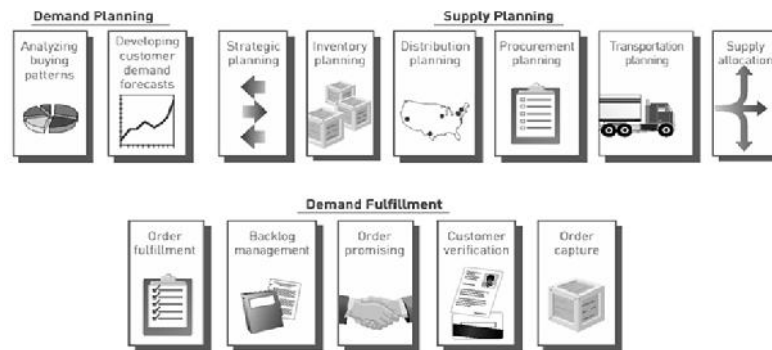 Demand Planning
Supply Planning
Analyzing
buying
patterns
Developing
customer
demand
forecasts
Strategic
planning
Inventory
planning
Distribution
planning
Procurement
planning
Transportation
planning
Supply
allocation
Demand Fulfillment
Order
fulfillment
Backlog
management
Order
promising
Customer
verification
Order
capture